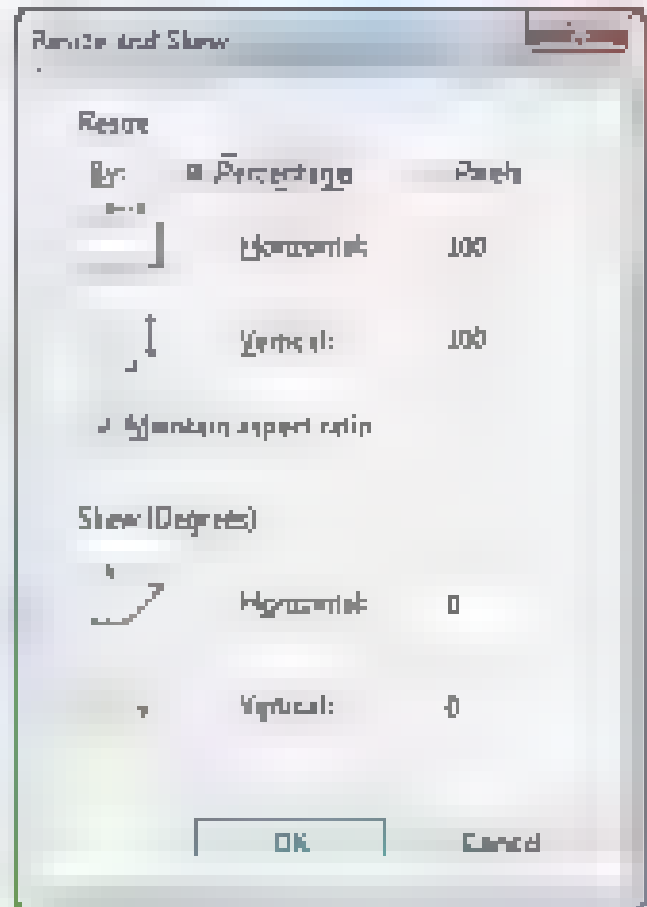 Resize and Skew
Resize
By: Percentage Pixels
Horizontal: 100
Vertical: 100
Maintain aspect ratio
Skew (Degrees)
Horizontal: 0
Vertical: 0
OK Cancel